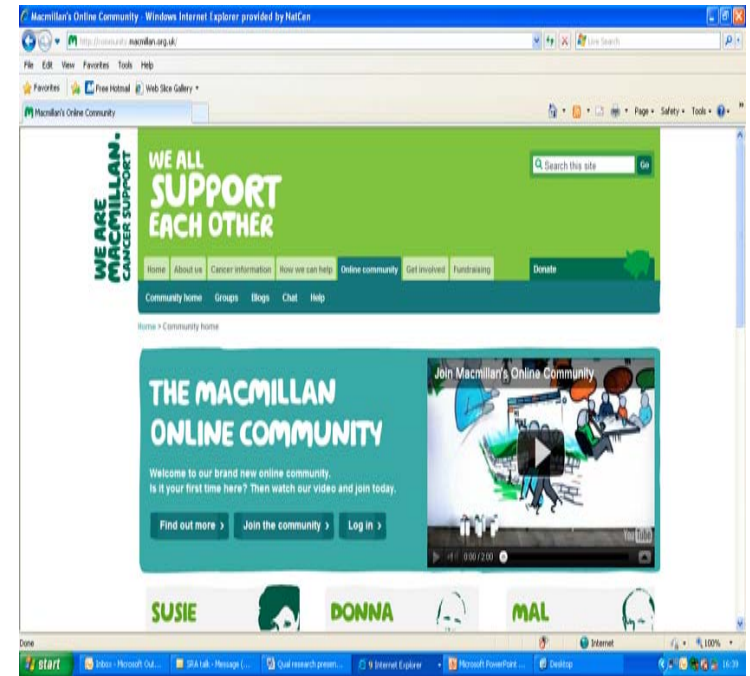 Macmillan's Online Community - Windows Internet Explorer provided by NatCen
http://community.macmillan.org.uk/
Live Search
File Edit View Favorites Tools Help
Favorites Free Hotmail Web Slice Gallery
Macmillan's Online Community
Page Safety Tools
WE ARE
MACMILLAN.
CANCER SUPPORT
WE ALL
SUPPORT
EACH OTHER
Search this site Go
Home About us Cancer information How we can help Online community Get involved Fundraising Donate
Community home Groups Blogs Chat Help
Home > Community home
THE MACMILLAN
ONLINE COMMUNITY
Welcome to our brand new online community.
Is it your first time here? Then watch our video and join today.
Find out more > Join the community > Log in >
Join Macmillan's Online Community
YouTube
0:00 / 2:00
SUSIE DONNA MAL
Done Internet 100%
start Inbox - Microsoft Out... SRA talk - Message (... Qual research presen... 9 Internet Explorer Microsoft PowerPoint ... Desktop 16:39